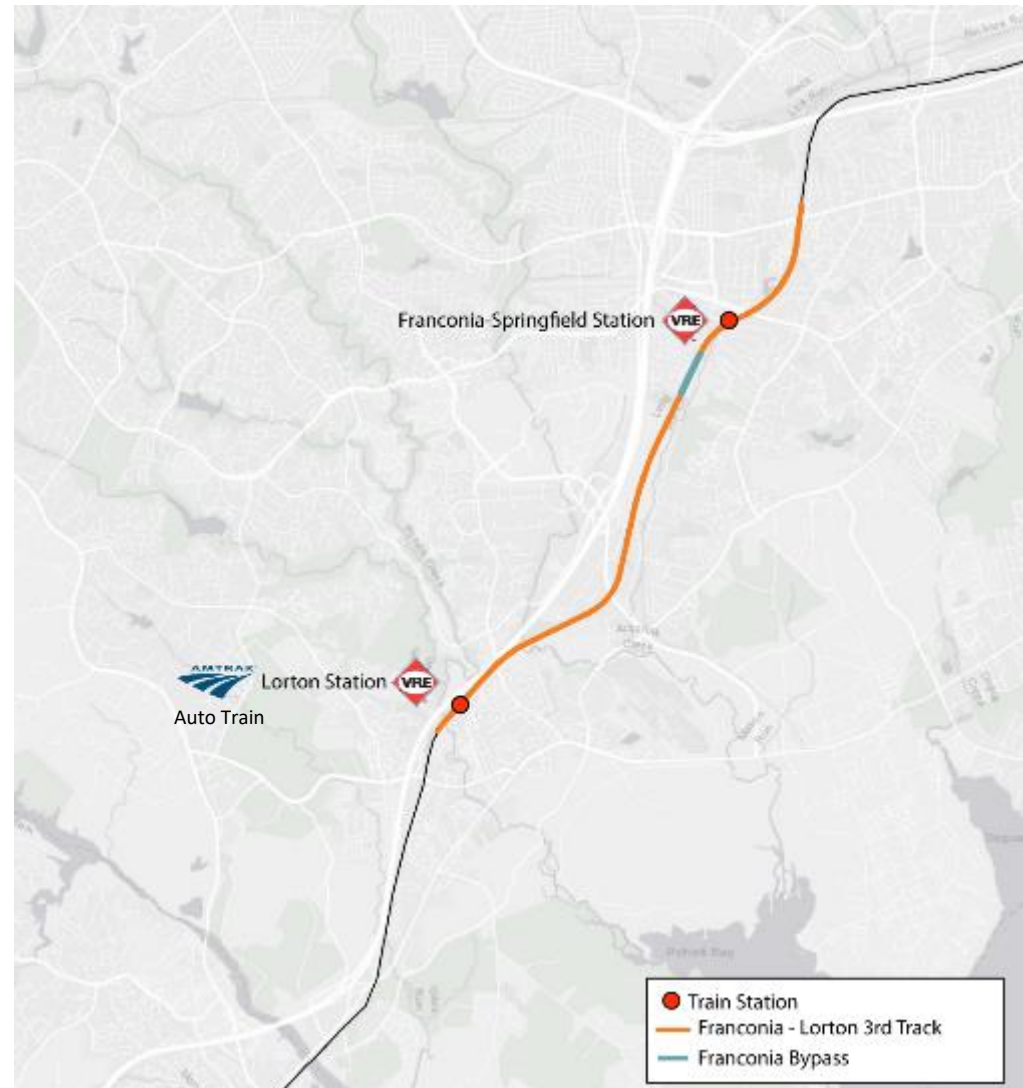 Franconia-Springfield Station
VRE
AMTRAK
Lorton Station
VRE
Auto Train
Train Station
Franconia - Lorton 3rd Track
Franconia Bypass